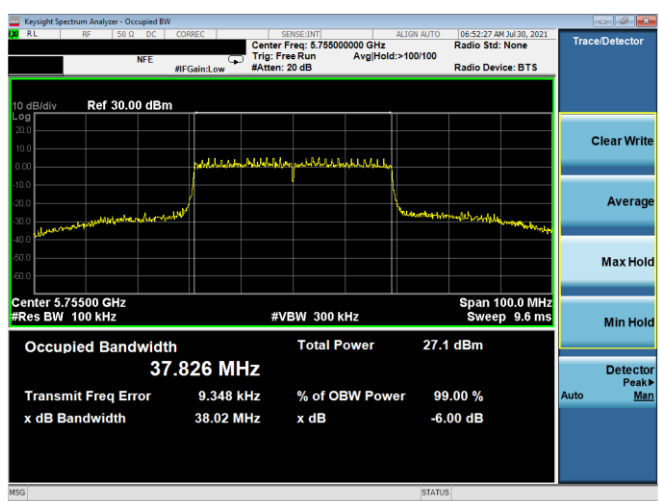 Keysight Spectrum Analyzer - Occupied BW
RL RF 50 Ω DC CORREC SENSE:INT ALIGN AUTO 06:52:27 AM Jul 30, 2021
Center Freq: 5.755000000 GHz Radio Std: None
NFE Trig: Free Run Avg|Hold:>100/100
#IFGain:Low #Atten: 20 dB Radio Device: BTS
Trace/Detector
10 dB/div Ref 30.00 dBm
Log
20.0
10.0
0.00
-10.0
-20.0
-30.0
-40.0
-50.0
-60.0
Center 5.75500 GHz Span 100.0 MHz
#Res BW 100 kHz #VBW 300 kHz Sweep 9.6 ms
Occupied Bandwidth Total Power 27.1 dBm
37.826 MHz
Transmit Freq Error 9.348 kHz % of OBW Power 99.00 %
x dB Bandwidth 38.02 MHz x dB -6.00 dB
Clear Write
Average
Max Hold
Min Hold
Detector
Peak▶
Auto Man
MSG STATUS